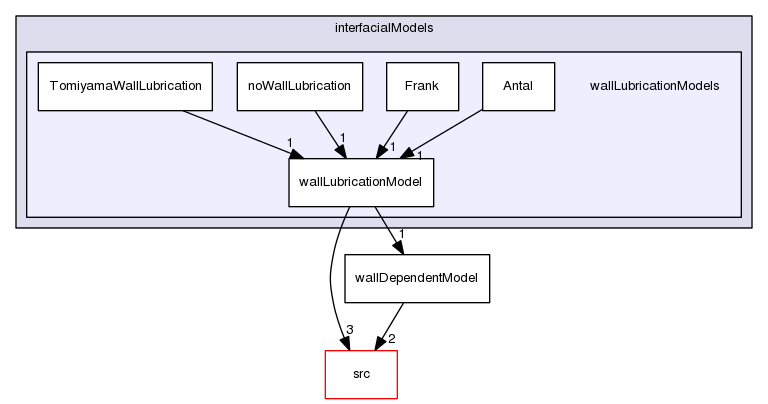 interfacialModels
TomiyamaWallLubrication
noWallLubrication
Frank
Antal
wallLubricationModels
1
1
1
1
wallLubricationModel
1
wallDependentModel
3
2
src